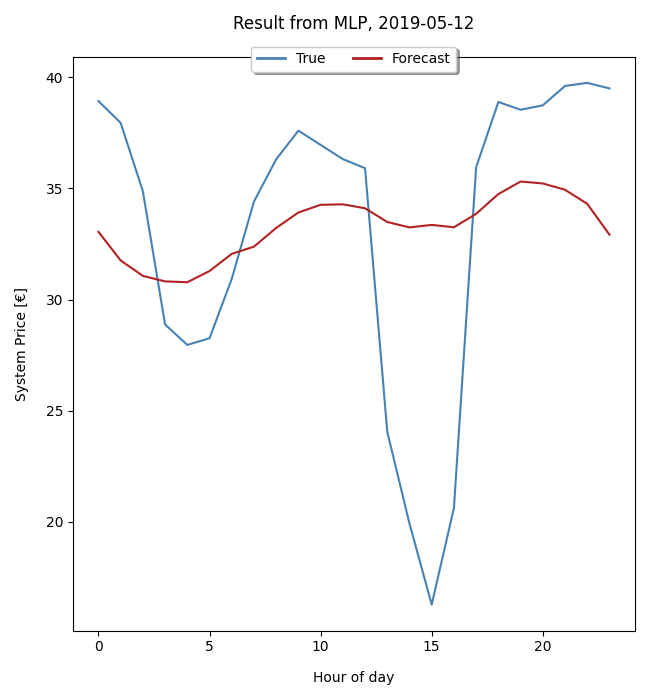 Result from MLP, 2019-05-12
True Forecast
40
35
30
25
20
System Price [€]
0 5 10 15 20
Hour of day